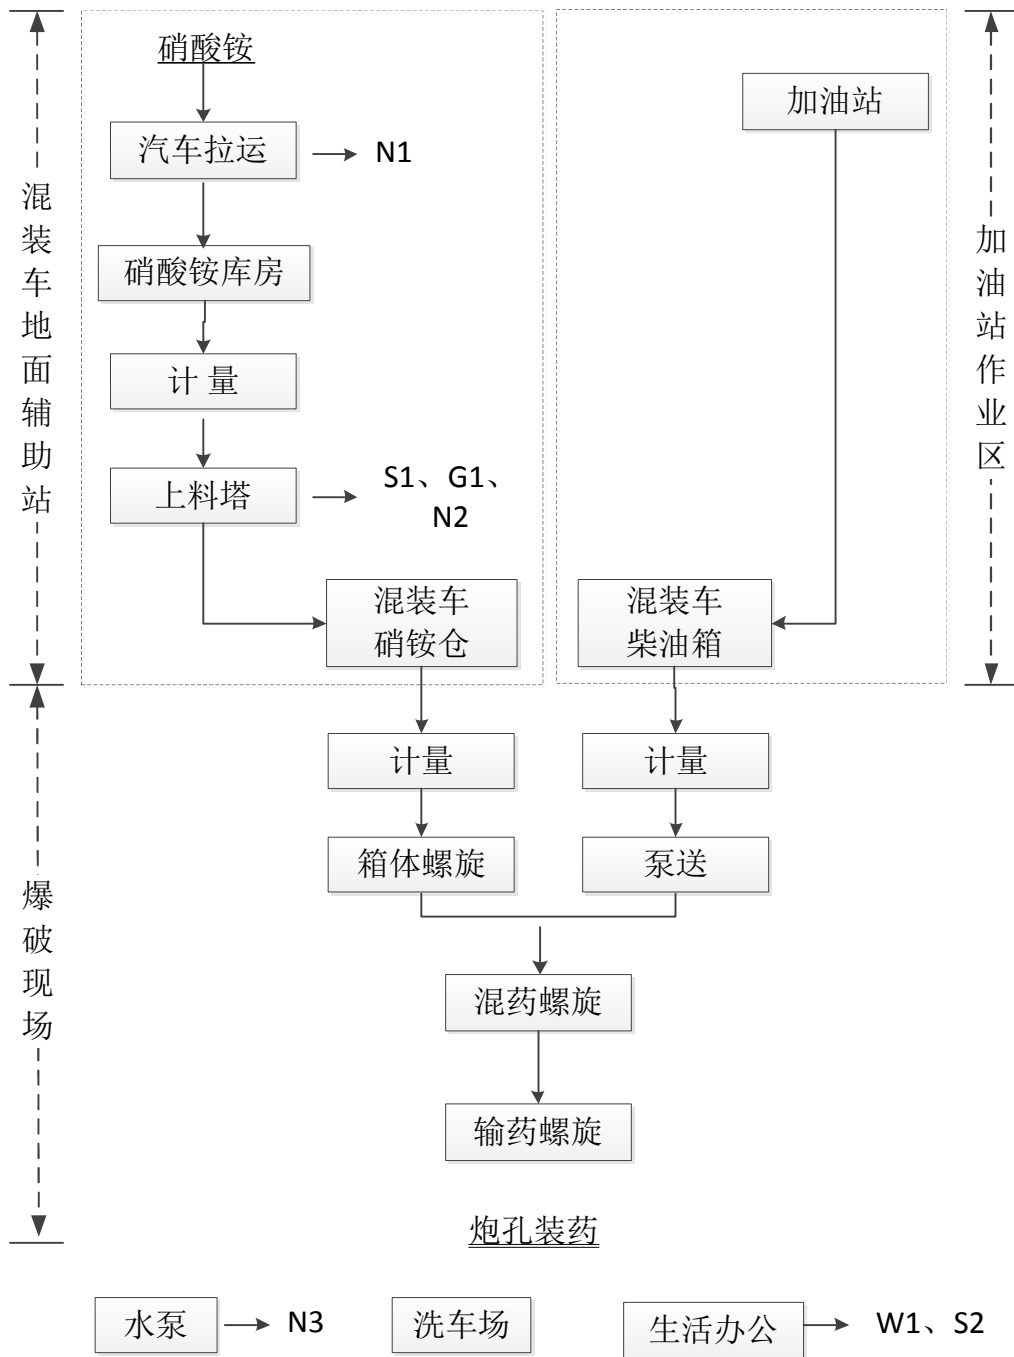 硝酸铵
加油站
汽车拉运
N1
混装车地面辅助站
加油站作业区
硝酸铵库房
计 量
上料塔
S1、G1、
N2
混装车
硝铵仓
混装车
柴油箱
计量
计量
箱体螺旋
泵送
爆破现场
混药螺旋
输药螺旋
炮孔装药
水泵
N3
洗车场
生活办公
W1、S2